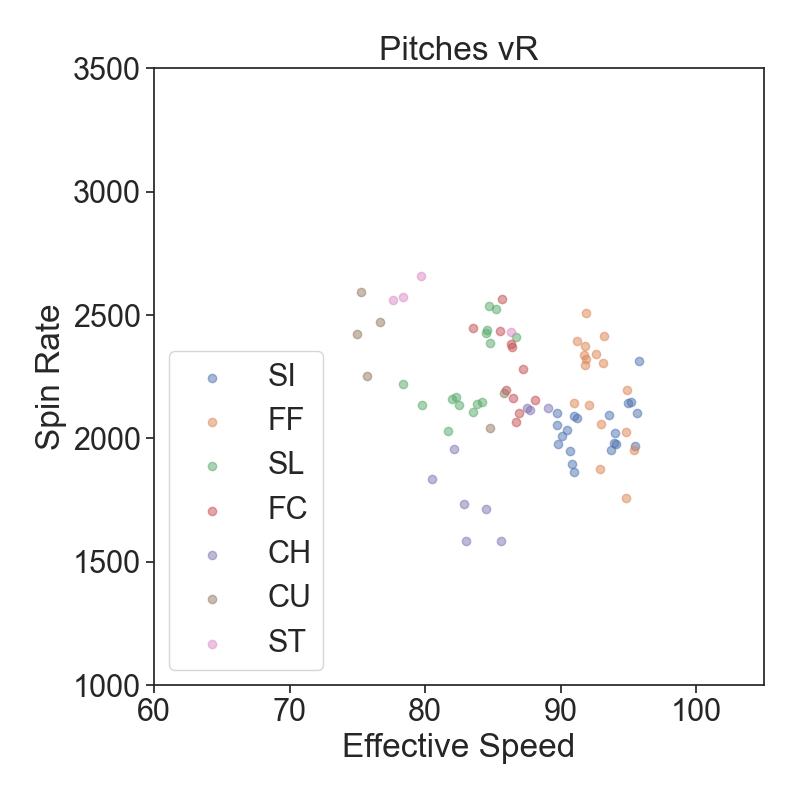 Pitches vR
3500
3000
2500
2000
1500
1000
Spin Rate
SI
FF
SL
FC
CH
CU
ST
60 70 80 90 100
Effective Speed